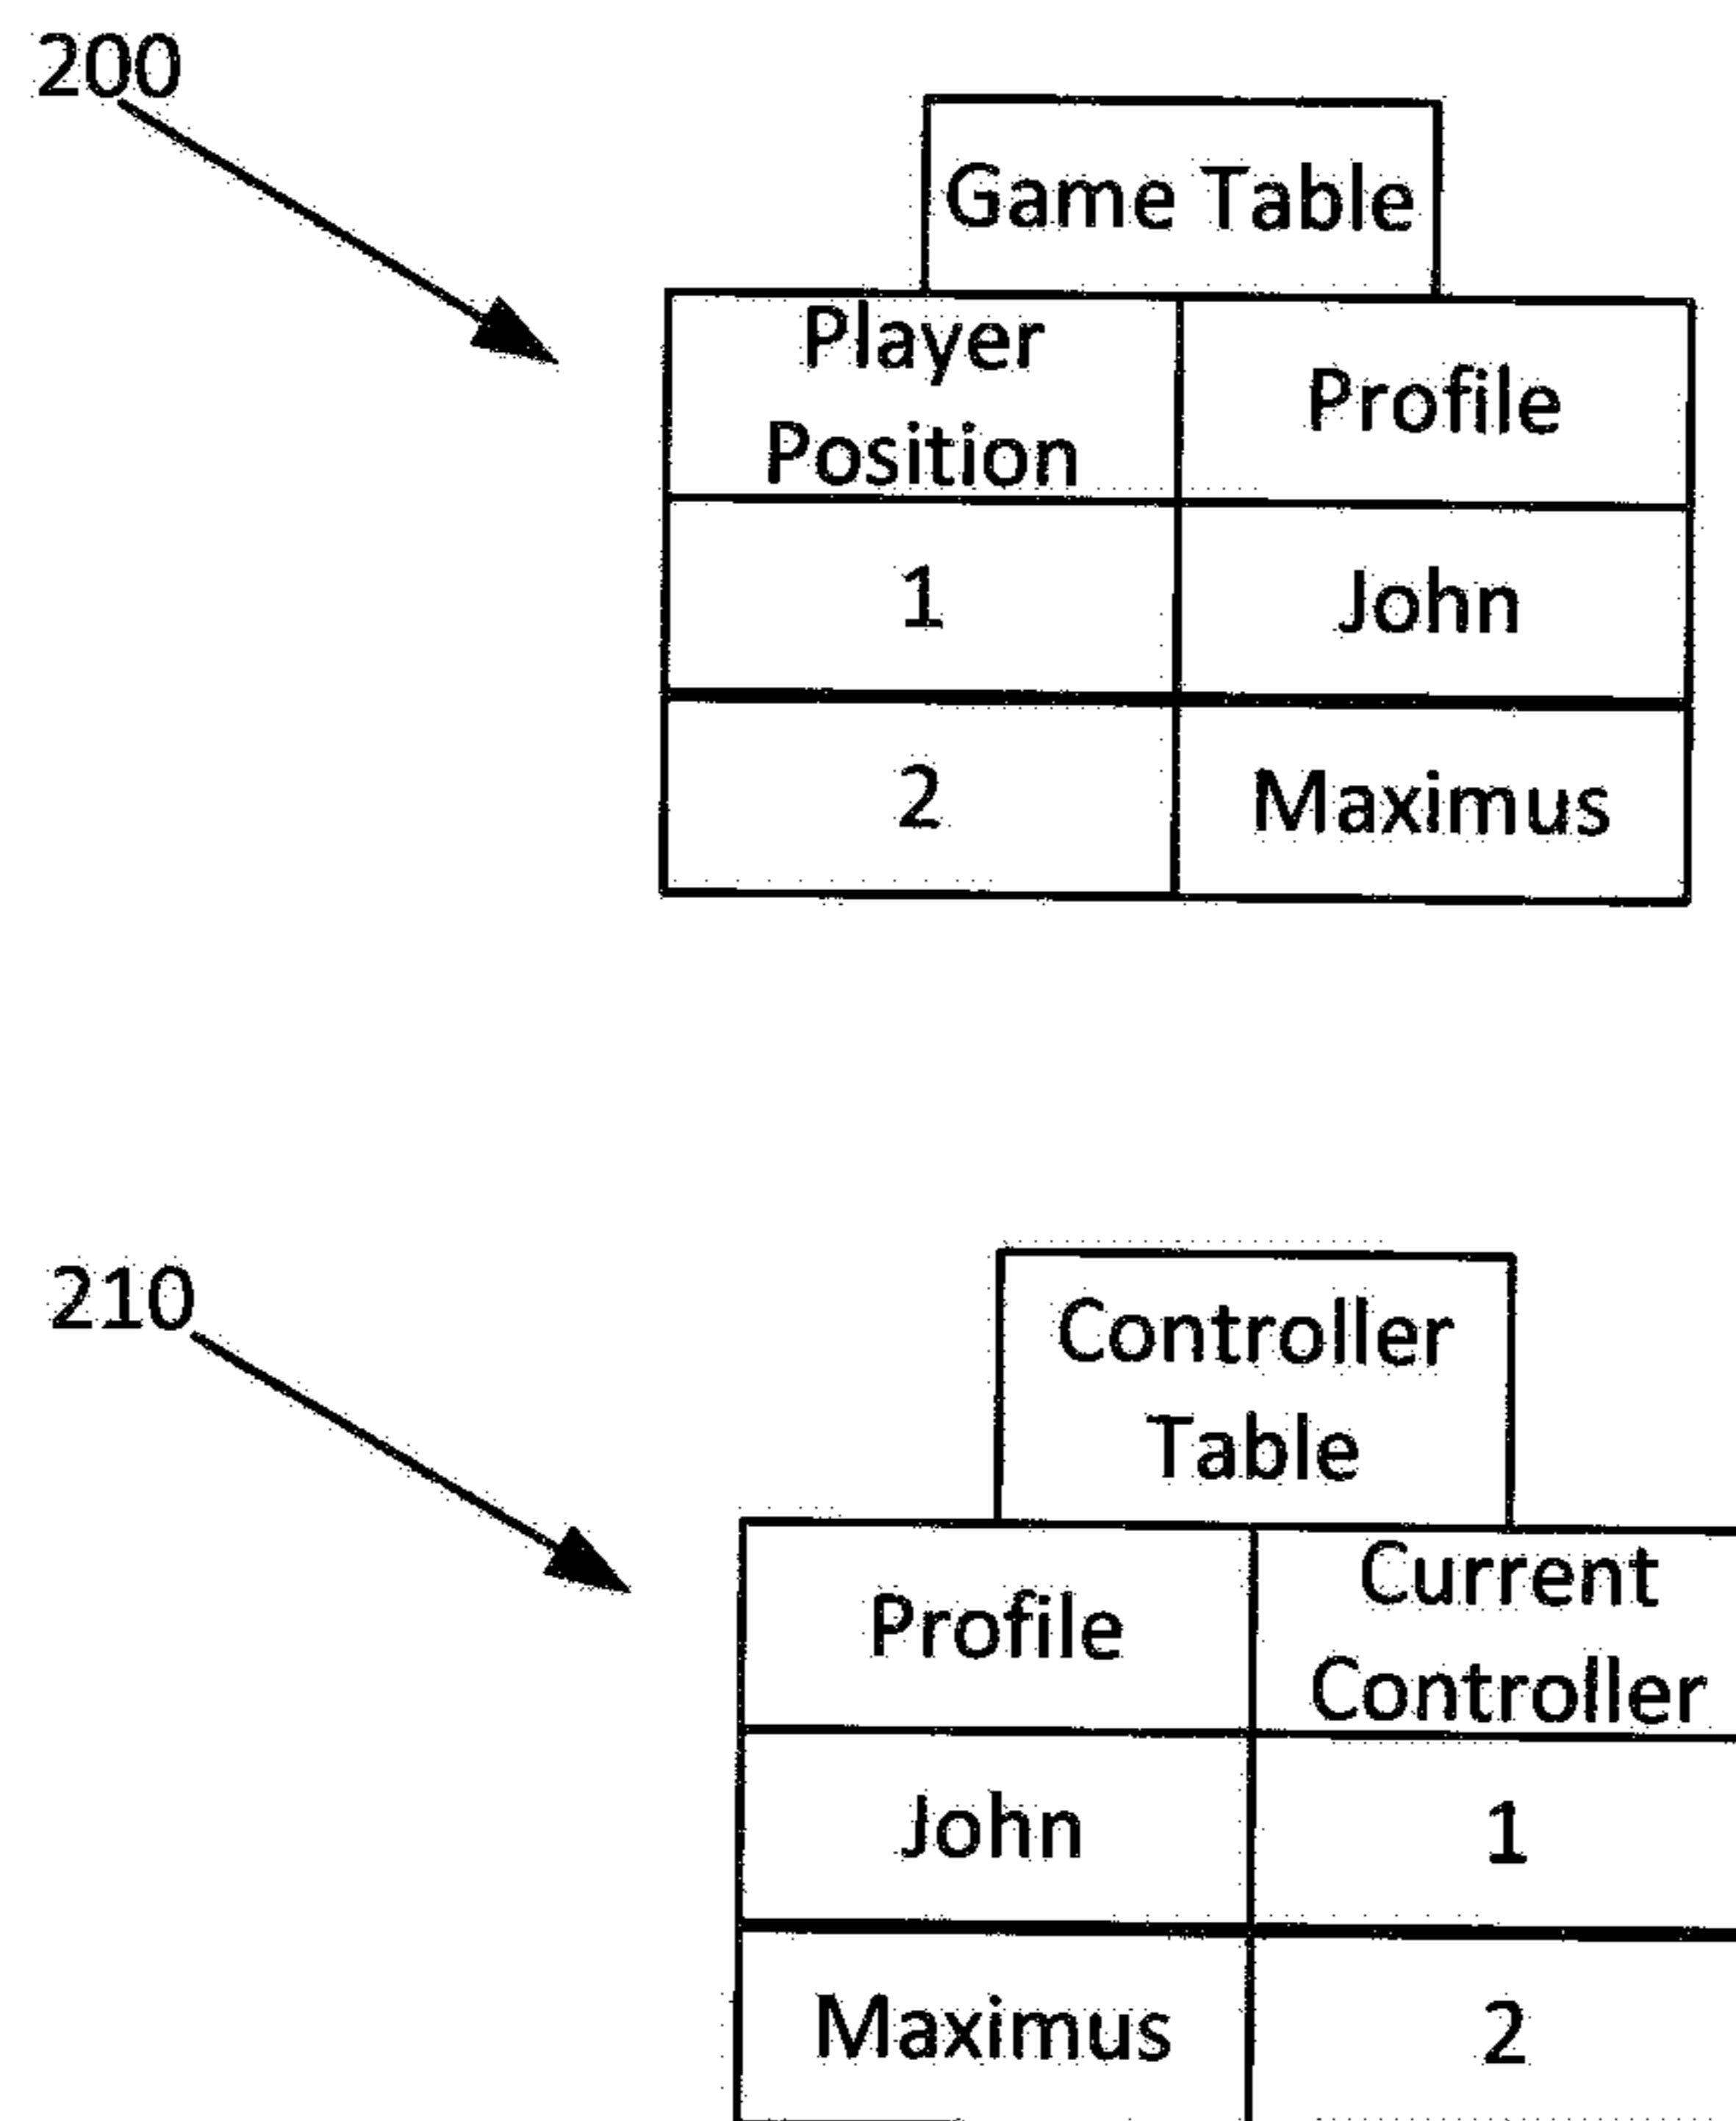 200
Game Table
Player
Position
Profile
1
John
2
Maximus
210
Controller
Table
Profile
Current
Controller
John
1
Maximus
2